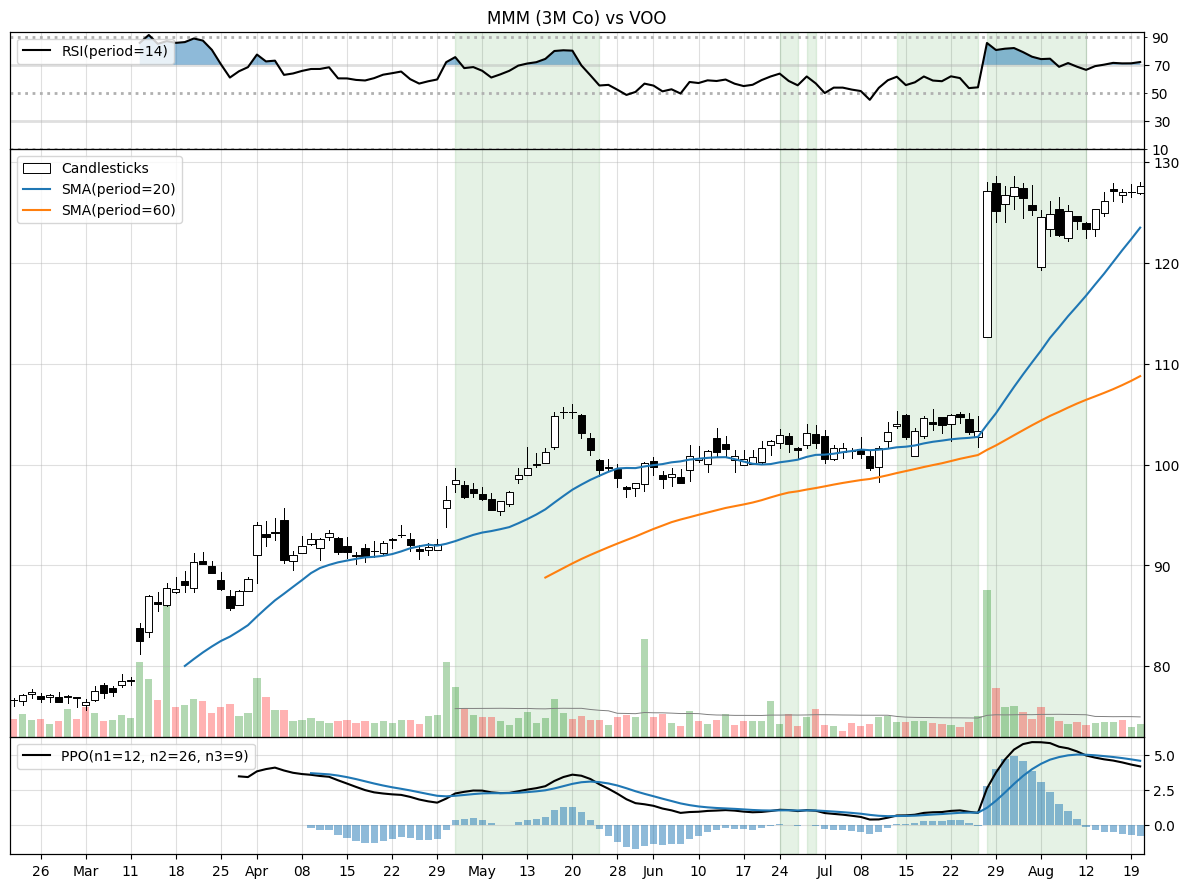 MMM (3M Co) vs VOO
RSI(period=14)
90
70
50
30
10
Candlesticks
SMA(period=20)
SMA(period=60)
130
120
110
100
90
80
PPO(n1=12, n2=26, n3=9)
5.0
2.5
0.0
26 Mar 11 18 25 Apr 08 15 22 29 May 13 20 28 Jun 10 17 24 Jul 08 15 22 29 Aug 12 19